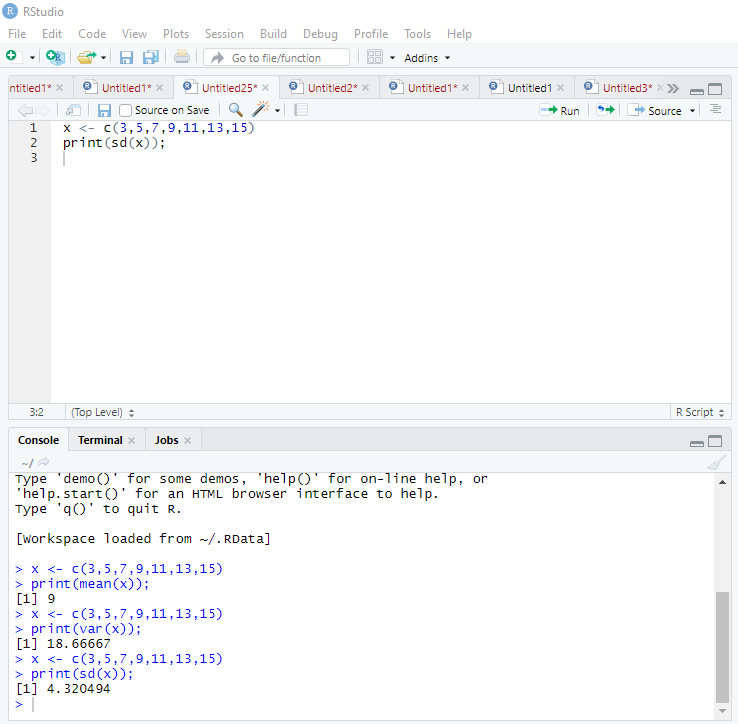 RStudio
File Edit Code View Plots Session Build Debug Profile Tools Help
Go to file/function Addins
ntitled1* Untitled1* Untitled25* Untitled2* Untitled1* Untitled1 Untitled3*
Source on Save Run Source
1 x <- c(3,5,7,9,11,13,15)
2 print(sd(x));
3
3:2 (Top Level) R Script
Console Terminal Jobs
~/
Type 'demo()' for some demos, 'help()' for on-line help, or
'help.start()' for an HTML browser interface to help.
Type 'q()' to quit R.
[Workspace loaded from ~/.RData]
> x <- c(3,5,7,9,11,13,15)
> print(mean(x));
[1] 9
> x <- c(3,5,7,9,11,13,15)
> print(var(x));
[1] 18.66667
> x <- c(3,5,7,9,11,13,15)
> print(sd(x));
[1] 4.320494
>